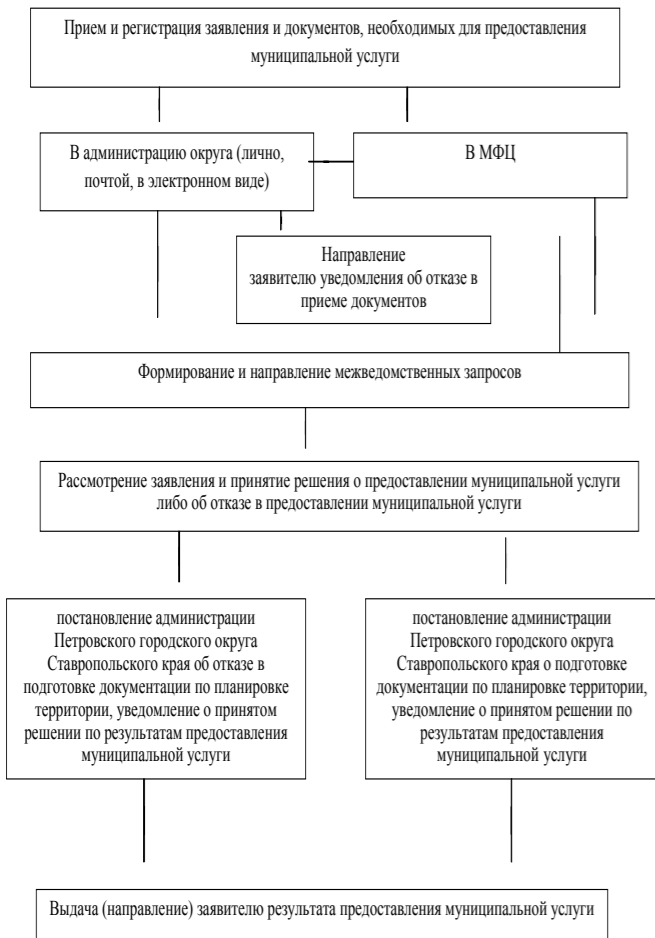 Прием и регистрация заявления и документов, необходимых для предоставления
муниципальной услуги
В администрацию округа (лично,
почтой, в электронном виде)
В МФЦ
Направление
заявителю уведомления об отказе в
приеме документов
Формирование и направление межведомственных запросов
Рассмотрение заявления и принятие решения о предоставлении муниципальной услуги
либо об отказе в предоставлении муниципальной услуги
постановление администрации
Петровского городского округа
Ставропольского края об отказе в
подготовке документации по планировке
территории, уведомление о принятом
решении по результатам предоставления
муниципальной услуги
постановление администрации
Петровского городского округа
Ставропольского края о подготовке
документации по планировке территории,
уведомление о принятом решении по
результатам предоставления
муниципальной услуги
Выдача (направление) заявителю результата предоставления муниципальной услуги